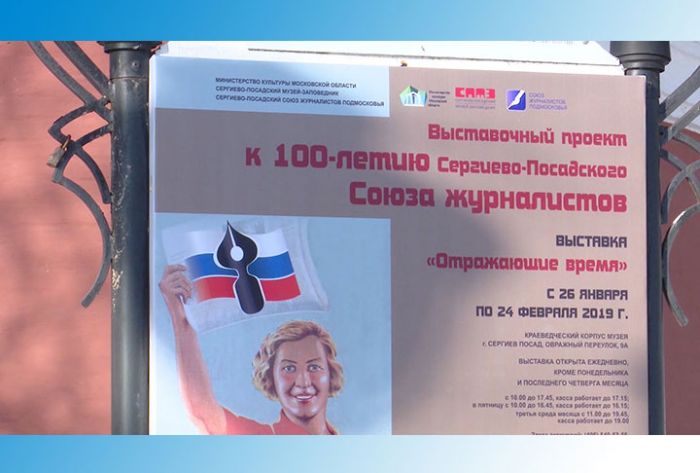 МИНИСТЕРСТВО КУЛЬТУРЫ МОСКОВСКОЙ ОБЛАСТИ
СЕРГИЕВО-ПОСАДСКИЙ МУЗЕЙ-ЗАПОВЕДНИК
СЕРГИЕВО-ПОСАДСКИЙ СОЮЗ ЖУРНАЛИСТОВ ПОДМОСКОВЬЯ
СОЮЗ
ЖУРНАЛИСТОВ
ПОДМОСКОВЬЯ
Выставочный проект
к 100-летию Сергиево-Посадского
Союза журналистов
ВЫСТАВКА
«Отражающие время»
С 26 ЯНВАРЯ
ПО 24 ФЕВРАЛЯ 2019 Г.
КРАЕВЕДЧЕСКИЙ КОРПУС МУЗЕЯ
г. СЕРГИЕВ ПОСАД, ОВРАЖНЫЙ ПЕРЕУЛОК, 9А
ВЫСТАВКА ОТКРЫТА ЕЖЕДНЕВНО,
КРОМЕ ПОНЕДЕЛЬНИКА
И ПОСЛЕДНЕГО ЧЕТВЕРГА МЕСЯЦА
с 10.00 до 17.45, касса работает до 17.15;
в пятницу с 10.00 до 16.45, касса работает до 16.15;
третья среда месяца с 11.00 до 19.45,
касса работает до 19.00